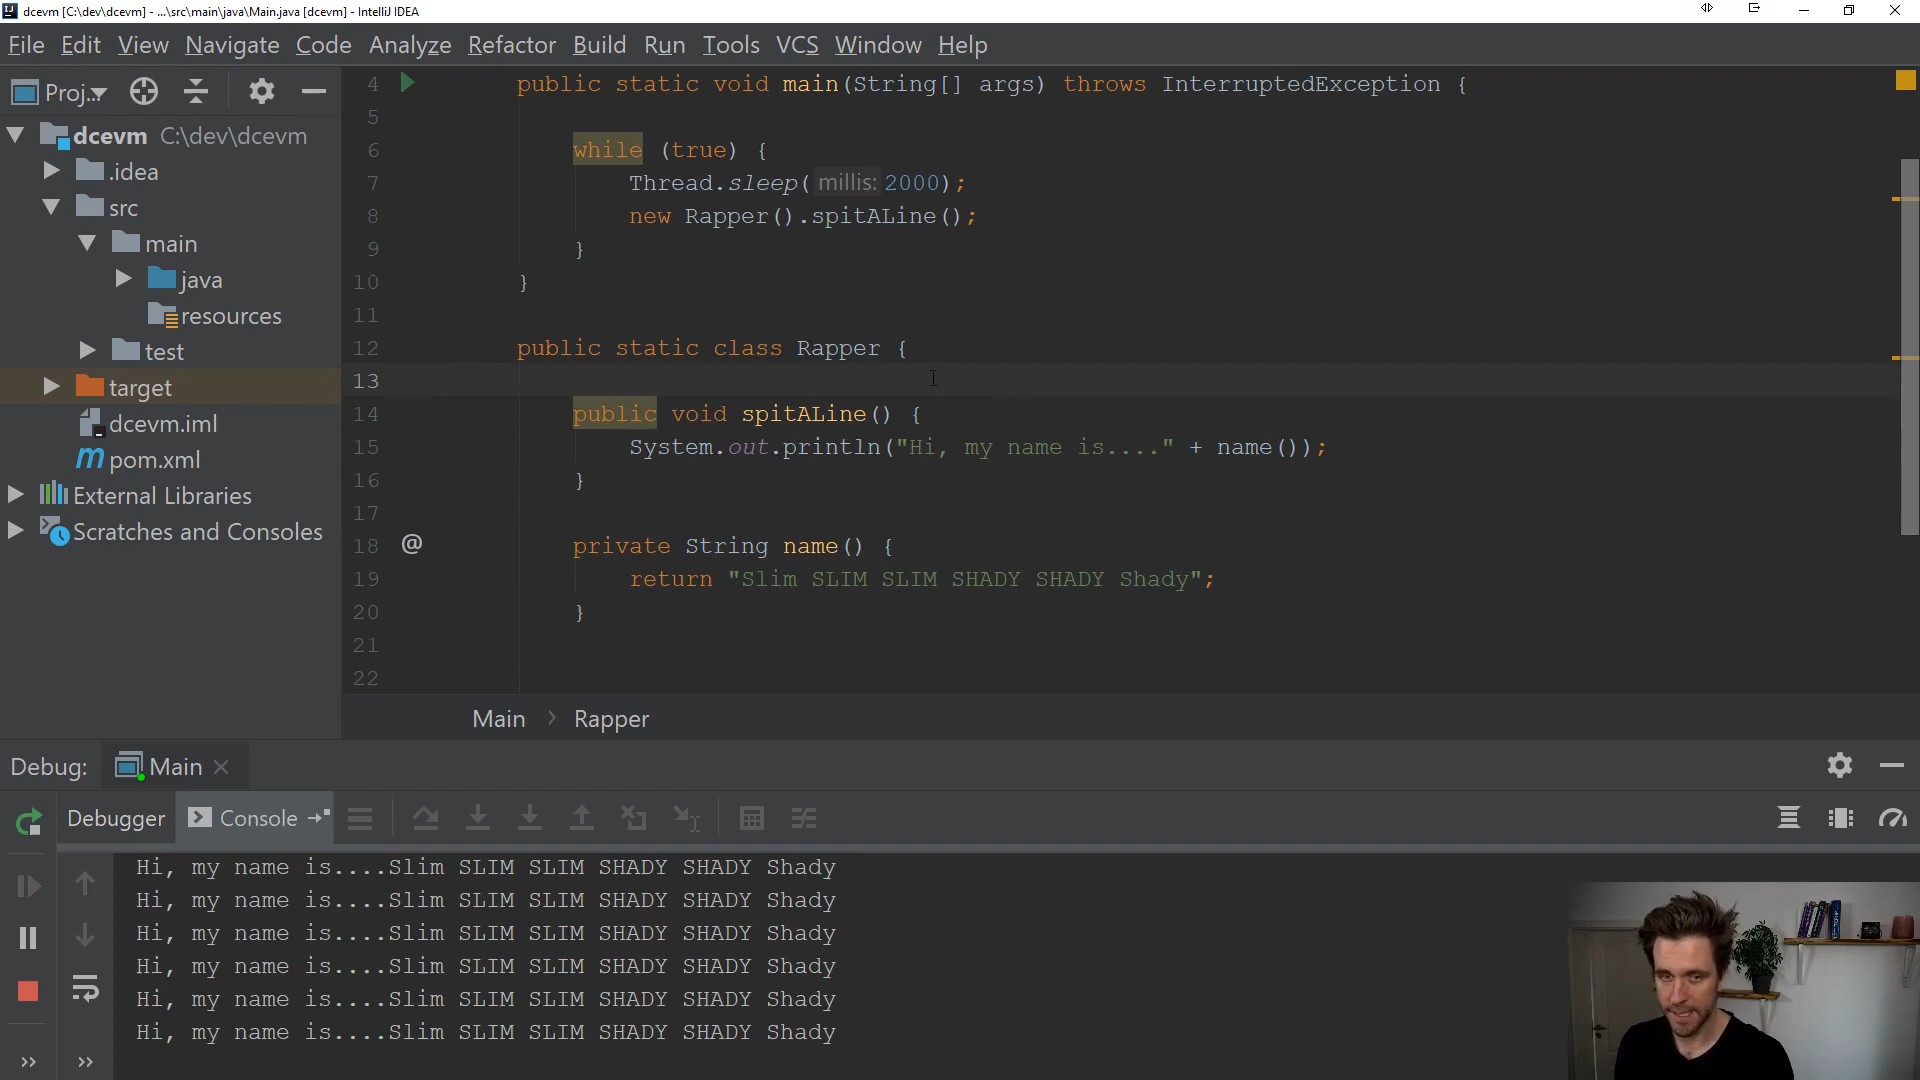 dcevm [C:\dev\dcevm] - ...\src\main\java\Main.java [dcevm] - IntelliJ IDEA
File Edit View Navigate Code Analyze Refactor Build Run Tools VCS Window Help
Proj...
dcevm C:\dev\dcevm
.idea
src
main
java
resources
test
target
dcevm.iml
pom.xml
External Libraries
Scratches and Consoles
4 public static void main(String[] args) throws InterruptedException {
5
6 while (true) {
7 Thread.sleep( millis: 2000);
8 new Rapper().spitALine();
9 }
10 }
11
12 public static class Rapper {
13
14 public void spitALine() {
15 System.out.println("Hi, my name is...." + name());
16 }
17
18 @ private String name() {
19 return "Slim SLIM SLIM SHADY SHADY Shady";
20 }
21
22
Main > Rapper
Debug: Main
Debugger Console
Hi, my name is....Slim SLIM SLIM SHADY SHADY Shady
Hi, my name is....Slim SLIM SLIM SHADY SHADY Shady
Hi, my name is....Slim SLIM SLIM SHADY SHADY Shady
Hi, my name is....Slim SLIM SLIM SHADY SHADY Shady
Hi, my name is....Slim SLIM SLIM SHADY SHADY Shady
Hi, my name is....Slim SLIM SLIM SHADY SHADY Shady